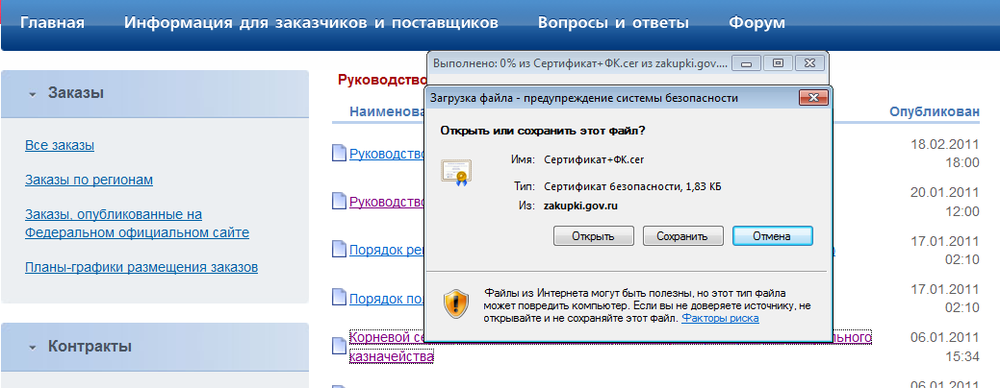 Главная Информация для заказчиков и поставщиков Вопросы и ответы Форум
Заказы
Все заказы
Заказы по регионам
Заказы, опубликованные на
Федеральном официальном сайте
Планы-графики размещения заказов
Контракты
Руководство
Опубликован
Руководство
18.02.2011
18:00
Руководство
20.01.2011
12:00
Порядок
17.01.2011
02:10
Порядок
17.01.2011
02:10
Корневой
казначейства
06.01.2011
15:34
Выполнено: 0% из Сертификат+ФК.cer из zakupki.gov....
Загрузка файла - предупреждение системы безопасности
Открыть или сохранить этот файл?
Имя: Сертификат+ФК.cer
Тип: Сертификат безопасности, 1,83 КБ
Из: zakupki.gov.ru
Открыть Сохранить Отмена
Файлы из Интернета могут быть полезны, но этот тип файла
может повредить компьютер. Если вы не доверяете источнику, не
открывайте и не сохраняйте этот файл. Факторы риска